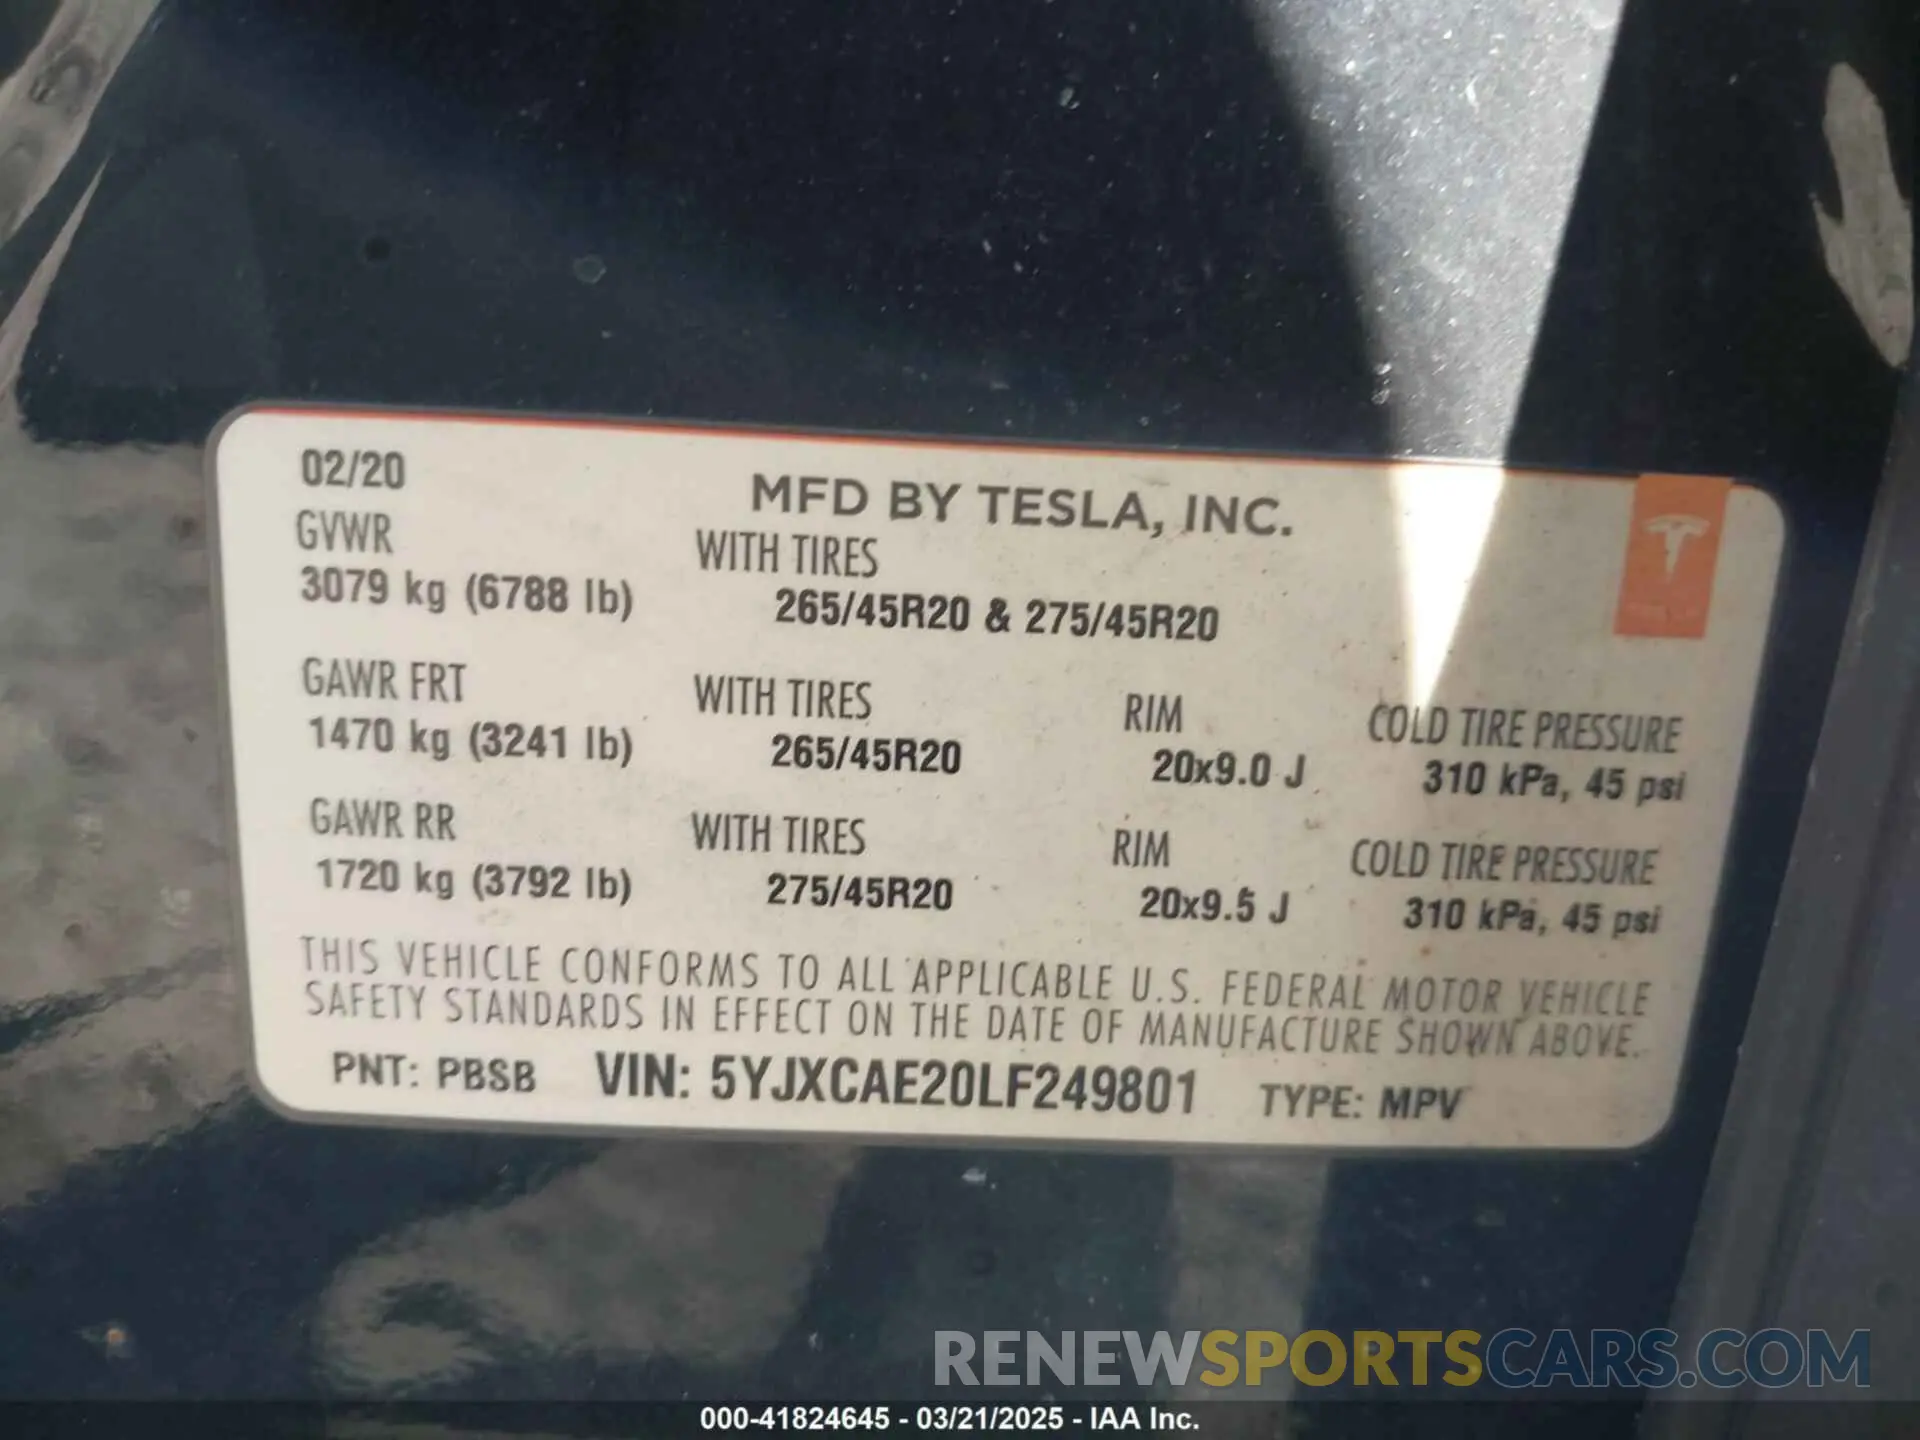 02/20
MFD BY TESLA, INC.
GVWR
WITH TIRES
3079 kg (6788 lb)
265/45R20 & 275/45R20
GAWR FRT
WITH TIRES
RIM
COLD TIRE PRESSURE
1470 kg (3241 lb)
265/45R20
20x9.0 J
310 kPa, 45 psi
GAWR RR
WITH TIRES
RIM
COLD TIRE PRESSURE
1720 kg (3792 lb)
275/45R20
20x9.5 J
310 kPa, 45 psi
THIS VEHICLE CONFORMS TO ALL APPLICABLE U.S. FEDERAL MOTOR VEHICLE
SAFETY STANDARDS IN EFFECT ON THE DATE OF MANUFACTURE SHOWN ABOVE.
PNT: PBSB VIN: 5YJXCAE20LF249801 TYPE: MPV
RENEWSPORTSCARS.COM
000-41824645 - 03/21/2025 - IAA Inc.